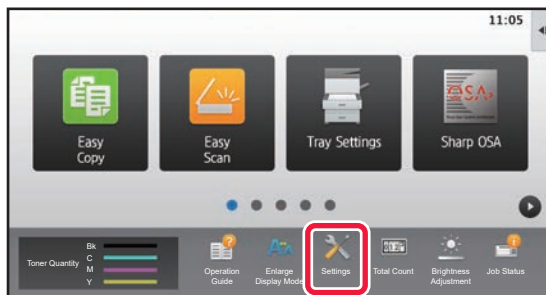 11:05
Easy
Copy
Easy
Scan
Tray Settings
Sharp OSA
Toner Quantity
Bk
C
M
Y
Operation
Guide
Enlarge
Display Mode
Settings
Total Count
Brightness
Adjustment
Job Status